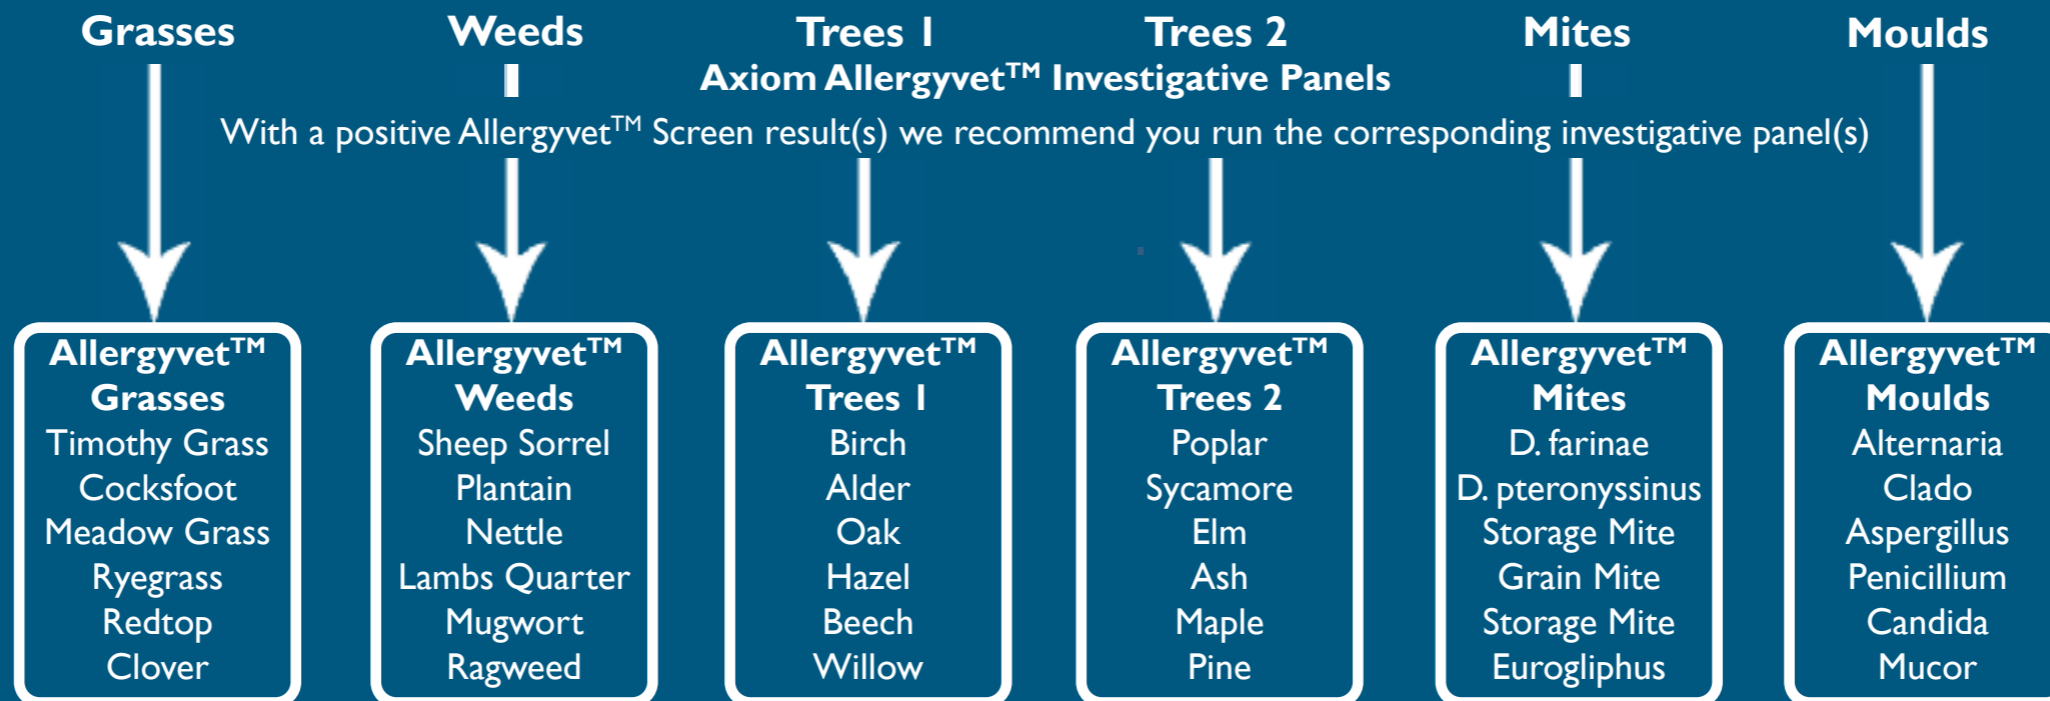 Grasses
Weeds
Trees 1
Trees 2
Mites
Moulds
Axiom Allergyvet™ Investigative Panels
With a positive Allergyvet™ Screen result(s) we recommend you run the corresponding investigative panel(s)
Allergyvet™
Grasses
Timothy Grass
Cocksfoot
Meadow Grass
Ryegrass
Redtop
Clover
Allergyvet™
Weeds
Sheep Sorrel
Plantain
Nettle
Lambs Quarter
Mugwort
Ragweed
Allergyvet™
Trees 1
Birch
Alder
Oak
Hazel
Beech
Willow
Allergyvet™
Trees 2
Poplar
Sycamore
Elm
Ash
Maple
Pine
Allergyvet™
Mites
D. farinae
D. pteronyssinus
Storage Mite
Grain Mite
Storage Mite
Eurogliphus
Allergyvet™
Moulds
Alternaria
Clado
Aspergillus
Penicillium
Candida
Mucor